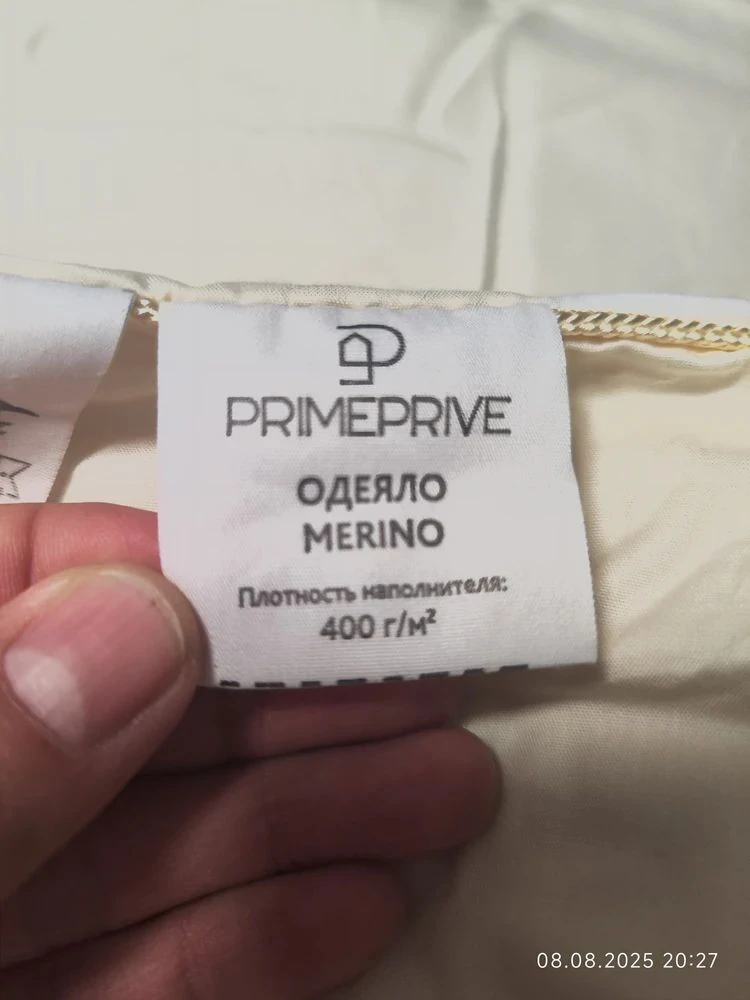 PRIMEPRIVE
ОДЕЯЛО
MERINO
Плотность наполнителя:
400 г/м²
08.08.2025 20:27